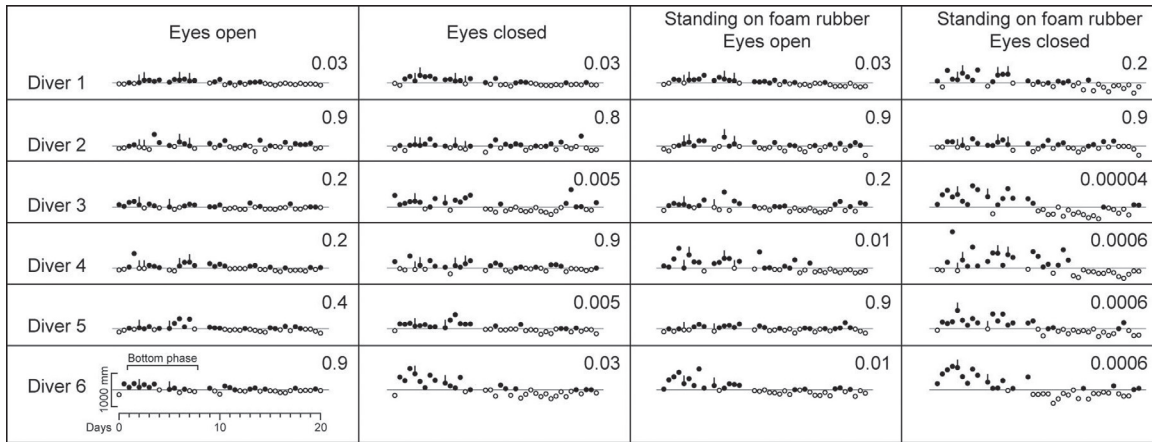 Eyes open
Eyes closed
Standing on foam rubber
Eyes open
Standing on foam rubber
Eyes closed
Diver 1 0.03 0.03 0.03 0.2
Diver 2 0.9 0.8 0.9 0.9
Diver 3 0.2 0.005 0.2 0.00004
Diver 4 0.2 0.9 0.01 0.0006
Diver 5 0.4 0.005 0.9 0.0006
Diver 6 0.9 0.03 0.01 0.0006
Bottom phase
1000 mm
Days 0 10 20